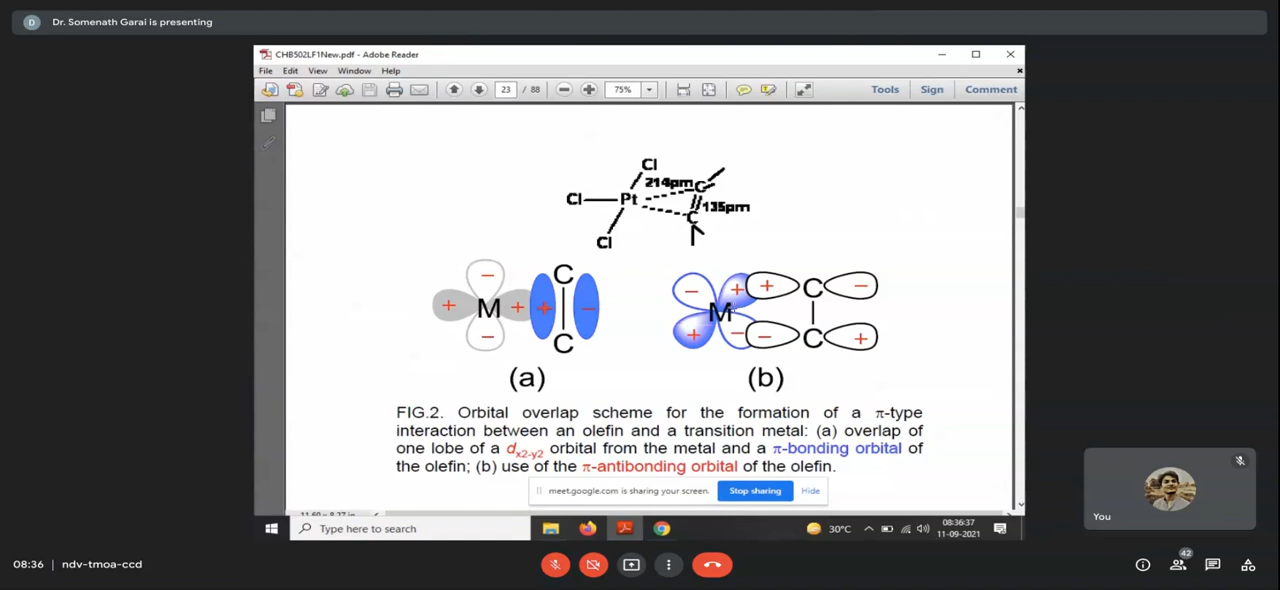 D Dr. Somenath Garai is presenting
CHB502LF1New.pdf - Adobe Reader
File Edit View Window Help
23 / 88 75% Tools Sign Comment
Cl
214pm C
Cl Pt
135pm
C
Cl
− C
+ M + + −
− C
(a)
− + + C −
M
+ − − C +
(b)
FIG.2. Orbital overlap scheme for the formation of a π-type
interaction between an olefin and a transition metal: (a) overlap of
one lobe of a dx2-y2 orbital from the metal and a π-bonding orbital of
the olefin; (b) use of the π-antibonding orbital of the olefin.
meet.google.com is sharing your screen. Stop sharing Hide
11.69 x 8.27 in
Type here to search
30°C
08:36:37
11-09-2021
You
08:36 | ndv-tmoa-ccd
42